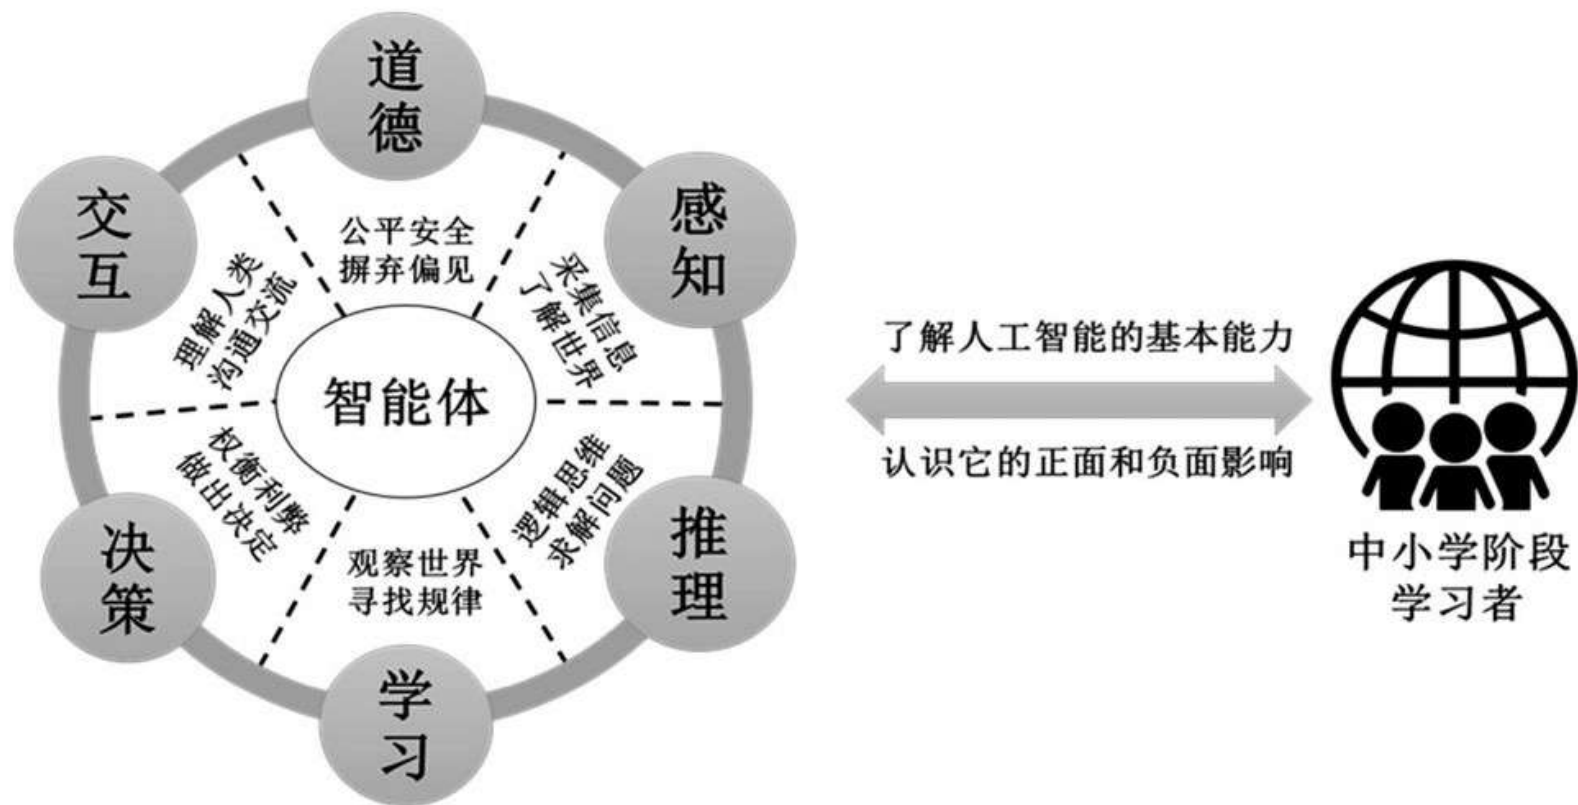 道
德
感
知
推
理
学
习
决
策
交
互
公平安全
摒弃偏见
采集信息
了解世界
逻辑思维
求解问题
观察世界
寻找规律
权衡利弊
做出决定
理解人类
沟通交流
智能体
了解人工智能的基本能力
认识它的正面和负面影响
中小学阶段
学习者